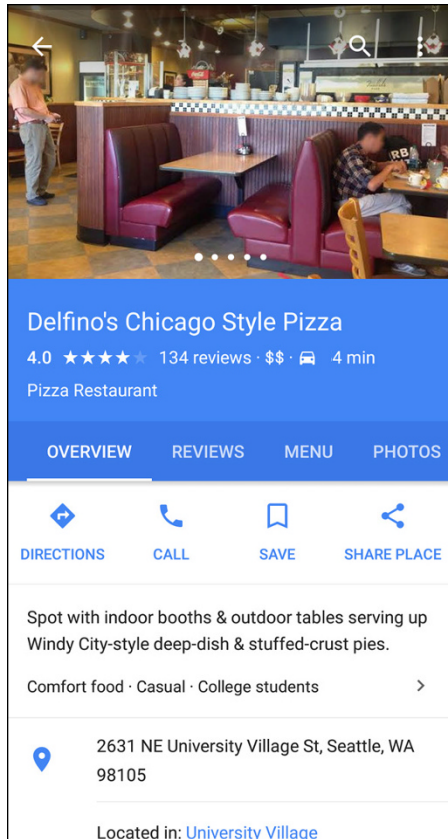 Delfino's Chicago Style Pizza
4.0 ★★★★★ 134 reviews · $$ · 4 min
Pizza Restaurant
OVERVIEW REVIEWS MENU PHOTOS
DIRECTIONS CALL SAVE SHARE PLACE
Spot with indoor booths & outdoor tables serving up
Windy City-style deep-dish & stuffed-crust pies.
Comfort food · Casual · College students
2631 NE University Village St, Seattle, WA
98105
Located in: University Village